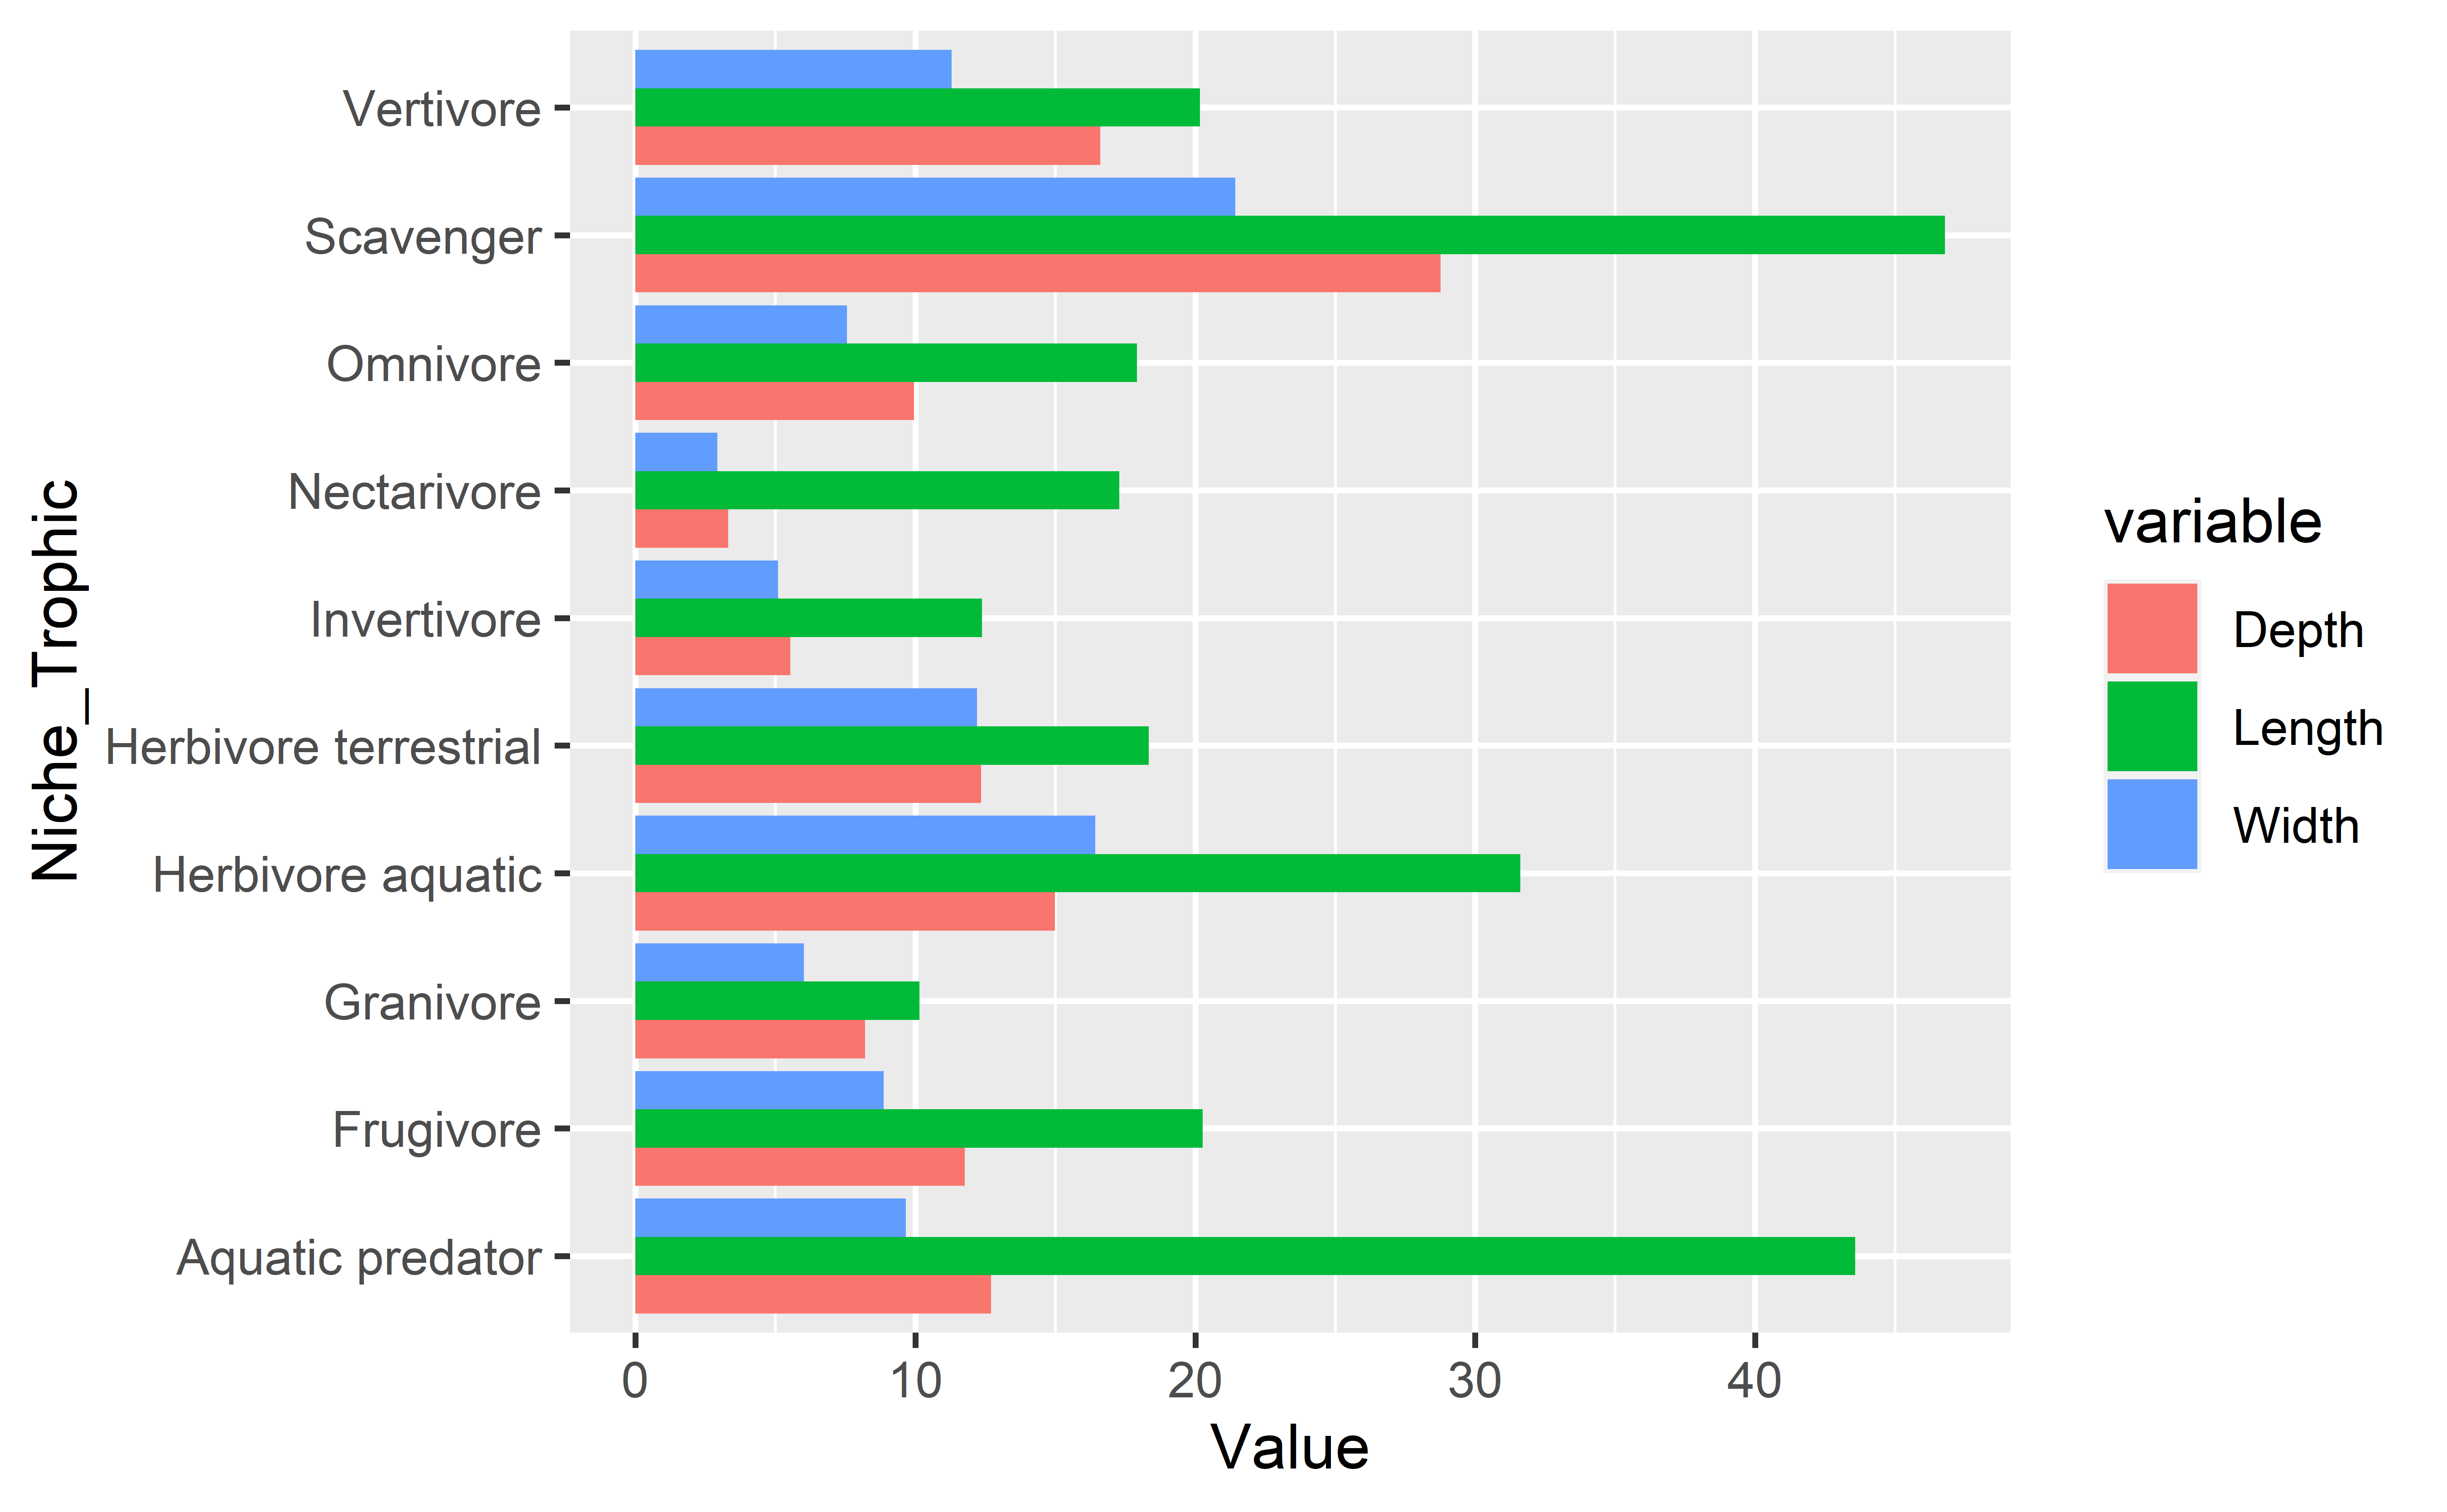 Niche_Trophic
Vertivore
Scavenger
Omnivore
Nectarivore
Invertivore
Herbivore terrestrial
Herbivore aquatic
Granivore
Frugivore
Aquatic predator
0 10 20 30 40
Value
variable
Depth
Length
Width